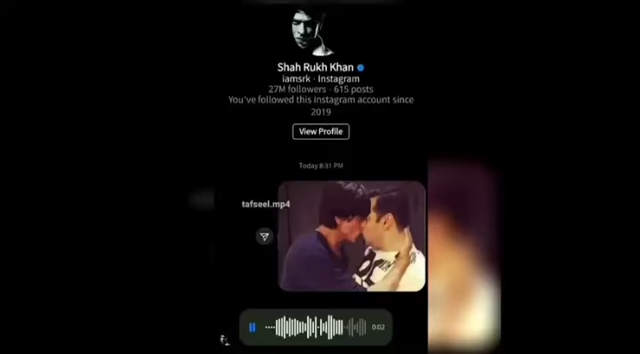 Shah Rukh Khan
iamsrk · Instagram
27M followers · 615 posts
You've followed this Instagram account since
2019
View Profile
Today 8:31 PM
tafseel.mp4
0:02